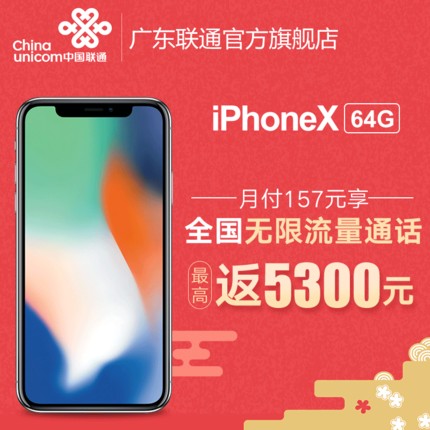 China
unicom中国联通
广东联通官方旗舰店
iPhoneX 64G
月付157元享
全国无限流量通话
最高
返5300元